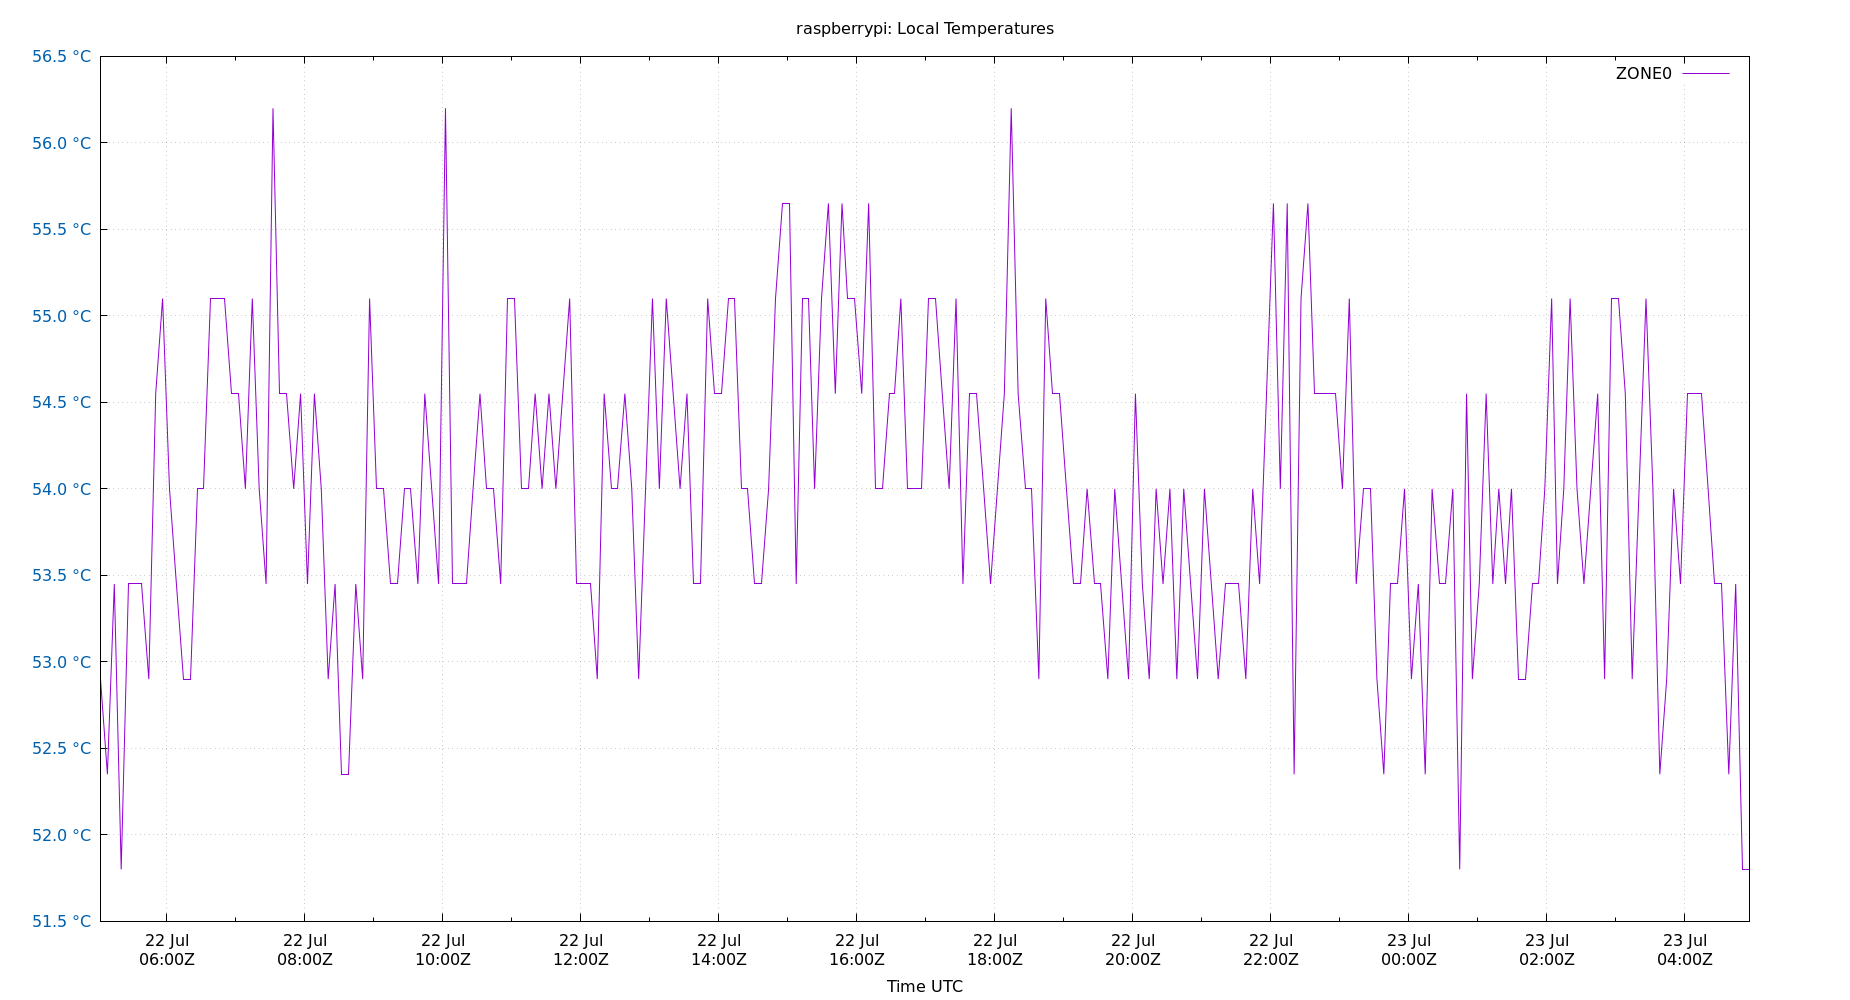 raspberrypi: Local Temperatures
56.5 °C
56.0 °C
55.5 °C
55.0 °C
54.5 °C
54.0 °C
53.5 °C
53.0 °C
52.5 °C
52.0 °C
51.5 °C
ZONE0
22 Jul
06:00Z
22 Jul
08:00Z
22 Jul
10:00Z
22 Jul
12:00Z
22 Jul
14:00Z
22 Jul
16:00Z
22 Jul
18:00Z
22 Jul
20:00Z
22 Jul
22:00Z
23 Jul
00:00Z
23 Jul
02:00Z
23 Jul
04:00Z
Time UTC